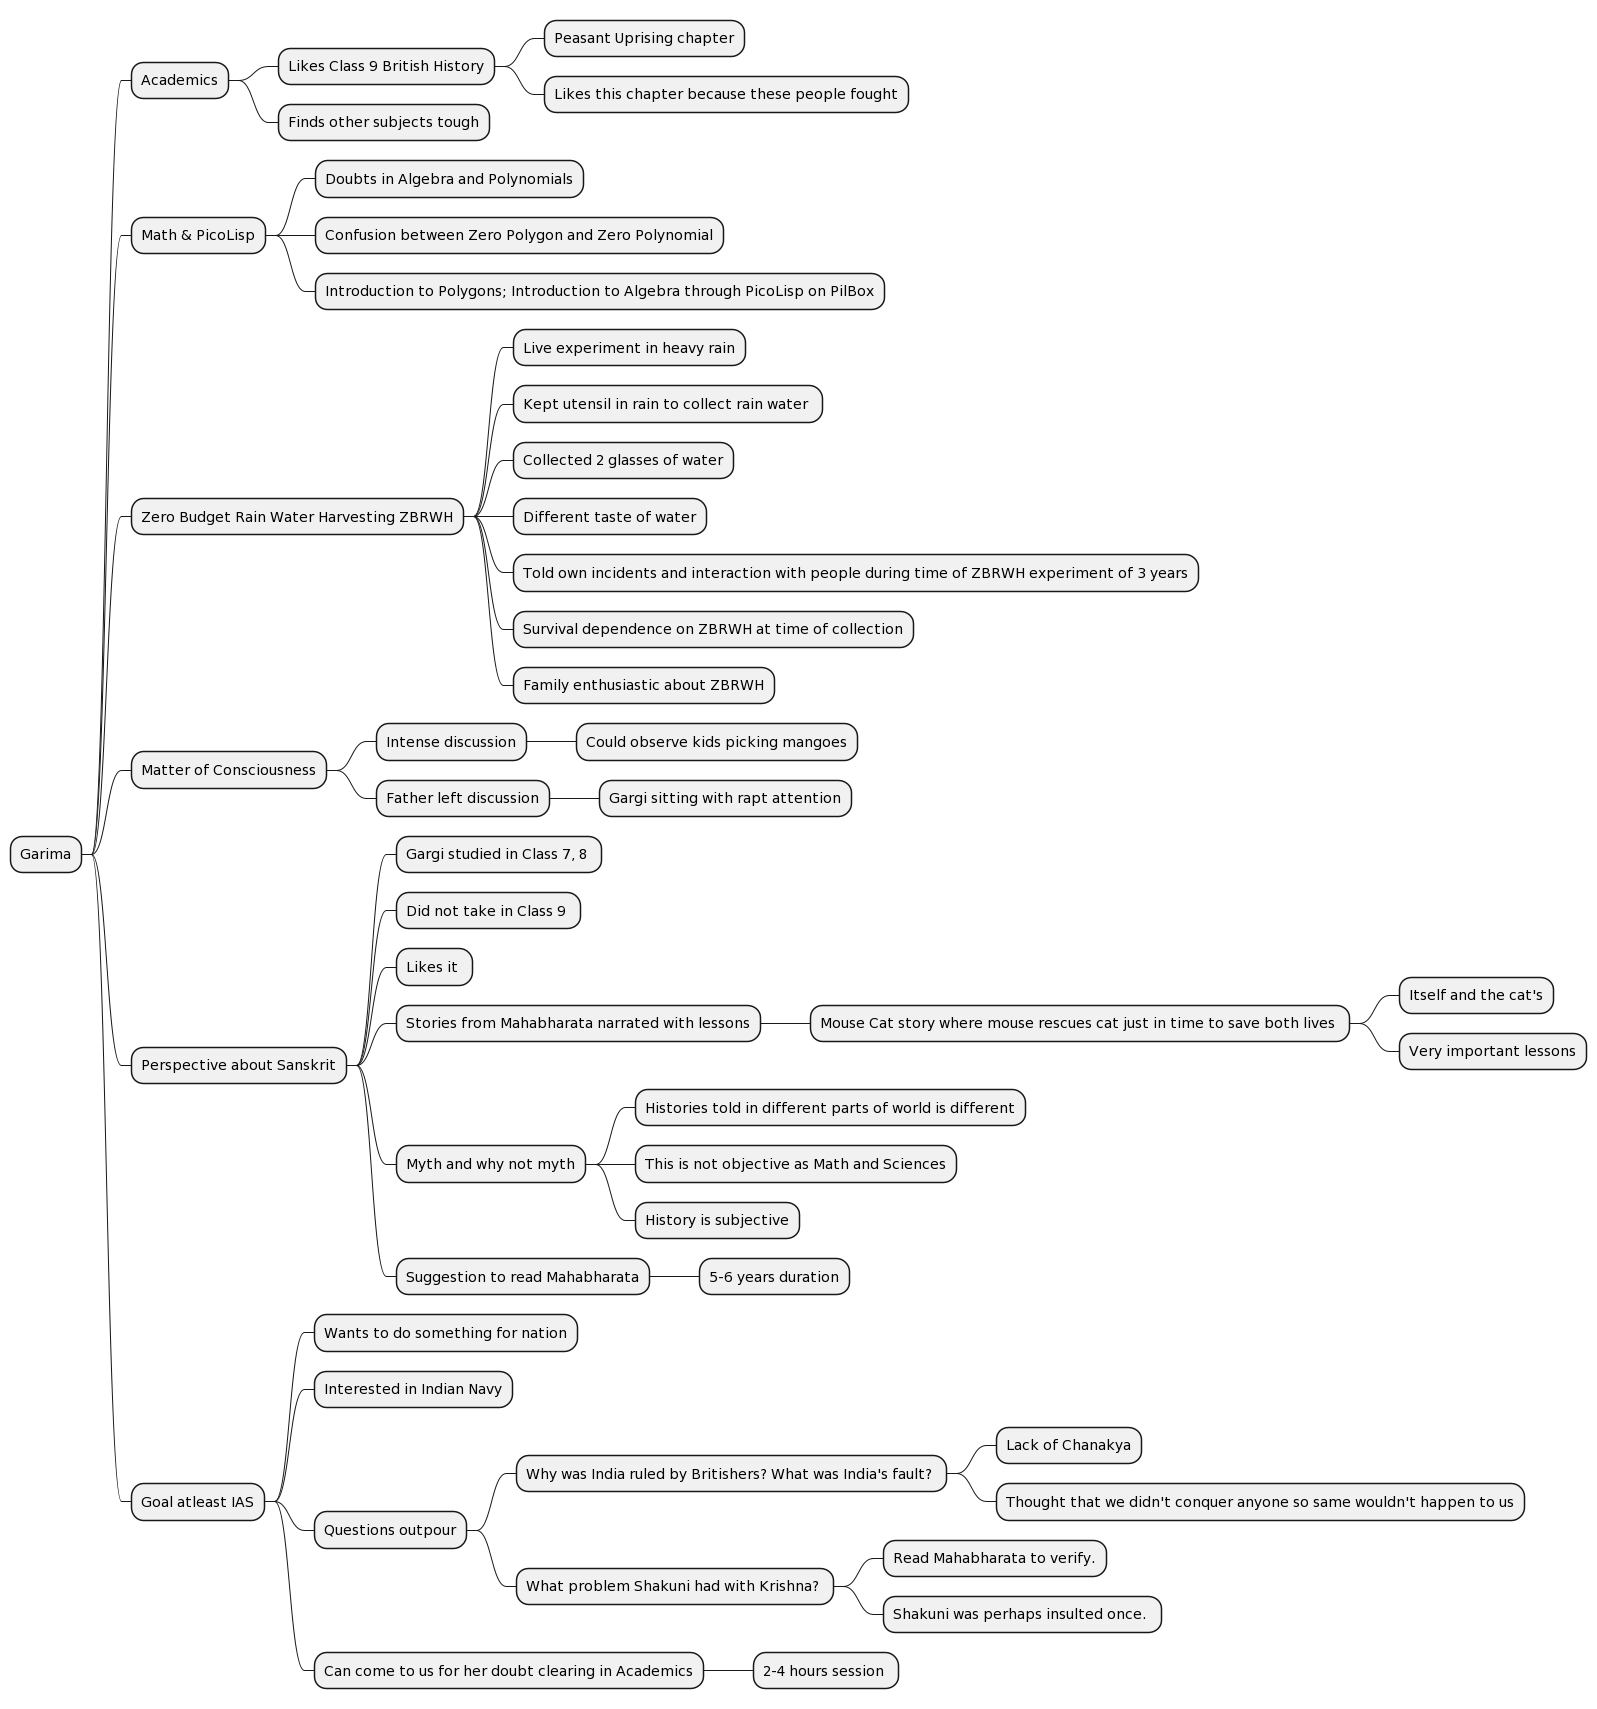 Garima
Academics
Likes Class 9 British History
Peasant Uprising chapter
Likes this chapter because these people fought
Finds other subjects tough
Math & PicoLisp
Doubts in Algebra and Polynomials
Confusion between Zero Polygon and Zero Polynomial
Introduction to Polygons; Introduction to Algebra through PicoLisp on PilBox
Zero Budget Rain Water Harvesting ZBRWH
Live experiment in heavy rain
Kept utensil in rain to collect rain water
Collected 2 glasses of water
Different taste of water
Told own incidents and interaction with people during time of ZBRWH experiment of 3 years
Survival dependence on ZBRWH at time of collection
Family enthusiastic about ZBRWH
Matter of Consciousness
Intense discussion
Could observe kids picking mangoes
Father left discussion
Gargi sitting with rapt attention
Perspective about Sanskrit
Gargi studied in Class 7, 8
Did not take in Class 9
Likes it
Stories from Mahabharata narrated with lessons
Mouse Cat story where mouse rescues cat just in time to save both lives
Itself and the cat's
Very important lessons
Myth and why not myth
Histories told in different parts of world is different
This is not objective as Math and Sciences
History is subjective
Suggestion to read Mahabharata
5-6 years duration
Goal atleast IAS
Wants to do something for nation
Interested in Indian Navy
Questions outpour
Why was India ruled by Britishers? What was India's fault?
Lack of Chanakya
Thought that we didn't conquer anyone so same wouldn't happen to us
What problem Shakuni had with Krishna?
Read Mahabharata to verify.
Shakuni was perhaps insulted once.
Can come to us for her doubt clearing in Academics
2-4 hours session